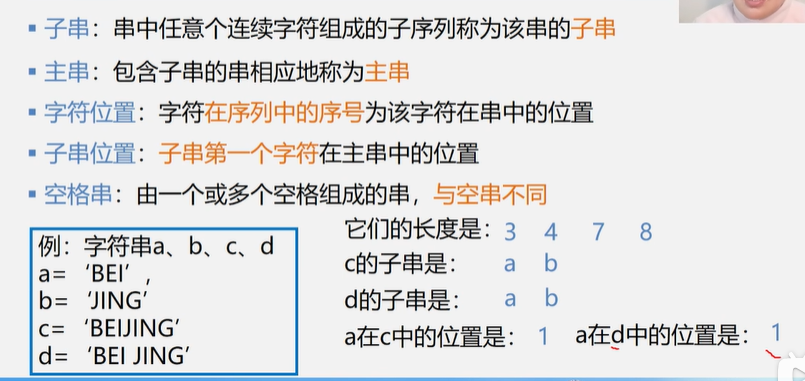 子串：串中任意个连续字符组成的子序列称为该串的子串
主串：包含子串的串相应地称为主串
字符位置：字符在序列中的序号为该字符在串中的位置
子串位置：子串第一个字符在主串中的位置
空格串：由一个或多个空格组成的串，与空串不同
例：字符串a、b、c、d
a= ‘BEI’，
b= ‘JING’
c= ‘BEIJING’
d= ‘BEI JING’
它们的长度是：3 4 7 8
c的子串是： a b
d的子串是： a b
a在c中的位置是： 1 a在d中的位置是： 1